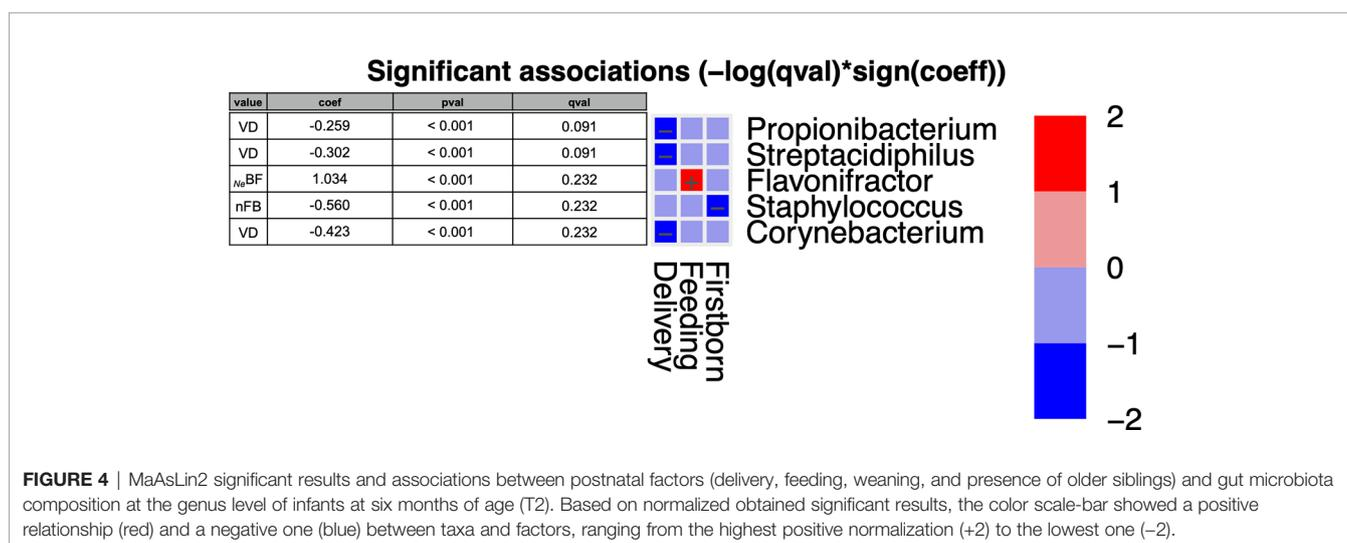 Significant associations (−log(qval)*sign(coeff))
value coef pval qval
VD -0.259 < 0.001 0.091 − Propionibacterium
VD -0.302 < 0.001 0.091 − Streptacidiphilus
NeBF 1.034 < 0.001 0.232 + Flavonifractor
nFB -0.560 < 0.001 0.232 − Staphylococcus
VD -0.423 < 0.001 0.232 − Corynebacterium
Delivery
Feeding
Firstborn
2
1
0
−1
−2
FIGURE 4 | MaAsLin2 significant results and associations between postnatal factors (delivery, feeding, weaning, and presence of older siblings) and gut microbiota
composition at the genus level of infants at six months of age (T2). Based on normalized obtained significant results, the color scale-bar showed a positive
relationship (red) and a negative one (blue) between taxa and factors, ranging from the highest positive normalization (+2) to the lowest one (−2).